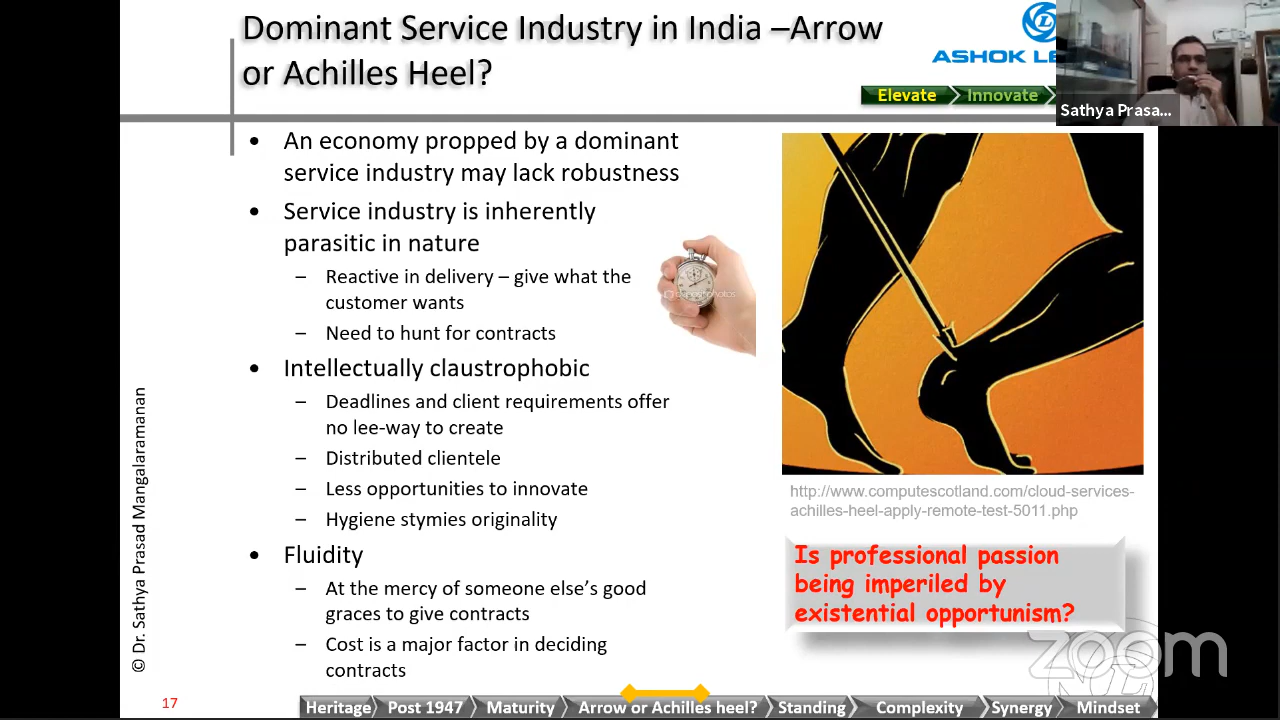 Dominant Service Industry in India –Arrow
or Achilles Heel?
ASHOK LE
Elevate
Innovate
Sathya Prasa...
• An economy propped by a dominant
service industry may lack robustness
• Service industry is inherently
parasitic in nature
– Reactive in delivery – give what the
customer wants
– Need to hunt for contracts
• Intellectually claustrophobic
– Deadlines and client requirements offer
no lee-way to create
– Distributed clientele
– Less opportunities to innovate
– Hygiene stymies originality
• Fluidity
– At the mercy of someone else's good
graces to give contracts
– Cost is a major factor in deciding
contracts
http://www.computescotland.com/cloud-services-
achilles-heel-apply-remote-test-5011.php
Is professional passion
being imperiled by
existential opportunism?
© Dr. Sathya Prasad Mangalaramanan
zoom
17
Heritage
Post 1947
Maturity
Arrow or Achilles heel?
Standing
Complexity
Synergy
Mindset